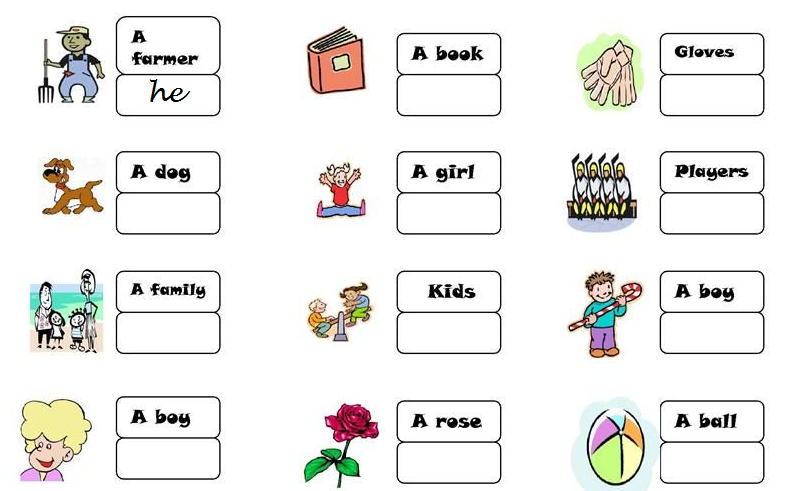 A
farmer
he
A book
Gloves
A dog
A girl
Players
A family
Kids
A boy
A boy
A rose
A ball